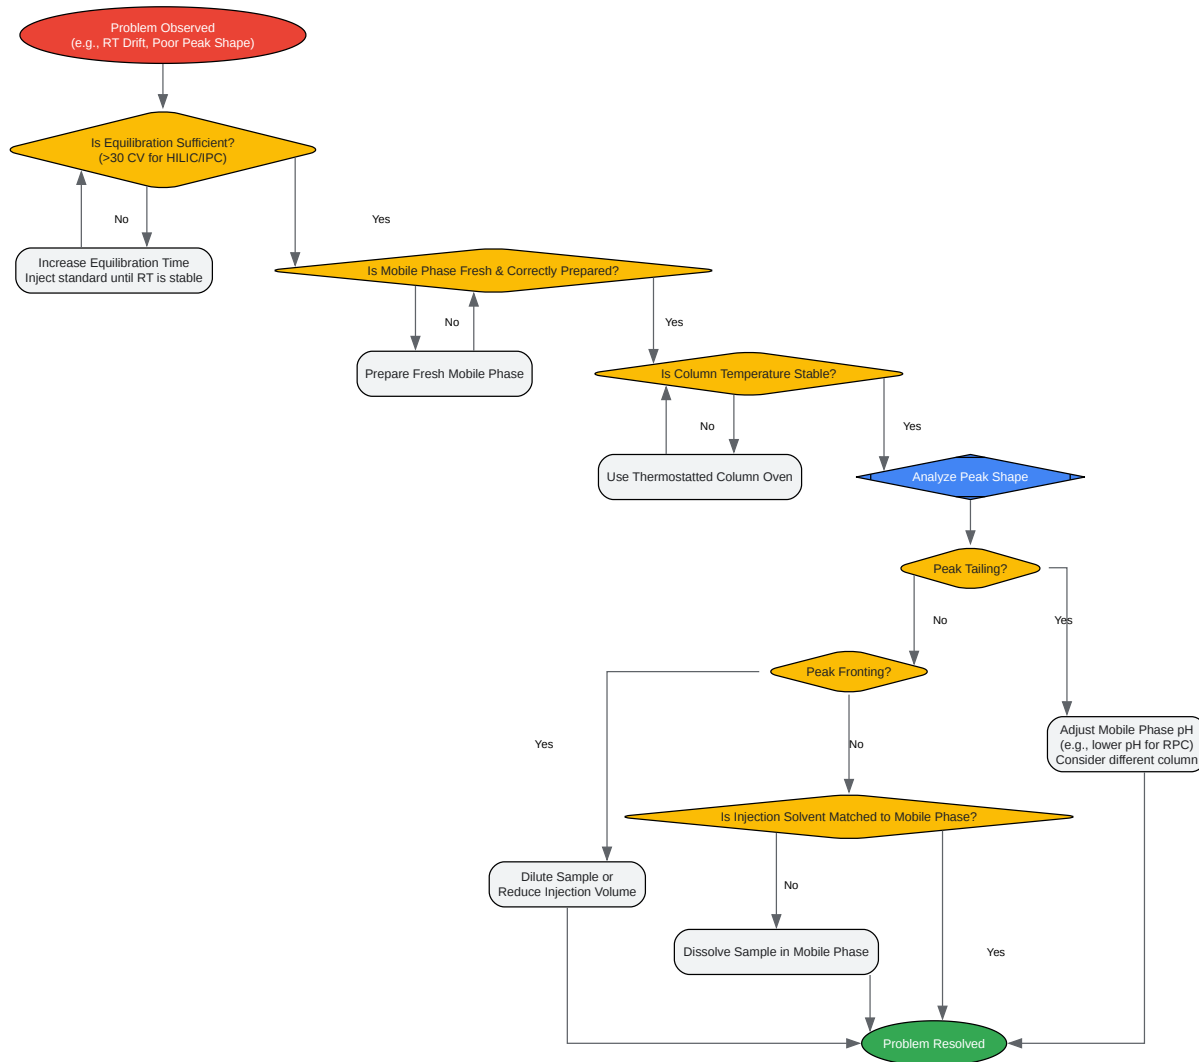 Problem Observed
(e.g., RT Drift, Poor Peak Shape)
Is Equilibration Sufficient?
(>30 CV for HILIC/IPC)
No
Yes
Increase Equilibration Time
Inject standard until RT is stable
Is Mobile Phase Fresh & Correctly Prepared?
No
Yes
Prepare Fresh Mobile Phase
Is Column Temperature Stable?
No
Yes
Use Thermostatted Column Oven
Analyze Peak Shape
Peak Tailing?
No
Yes
Peak Fronting?
Yes
No
Adjust Mobile Phase pH
(e.g., lower pH for RPC)
Consider different column
Is Injection Solvent Matched to Mobile Phase?
Dilute Sample or
Reduce Injection Volume
No
Yes
Dissolve Sample in Mobile Phase
Problem Resolved